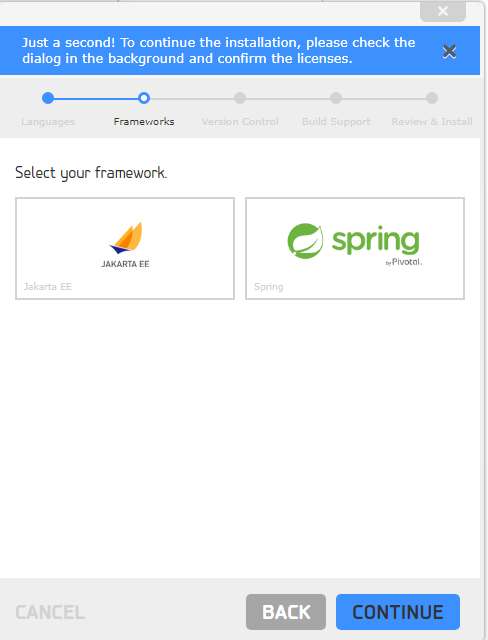 Just a second! To continue the installation, please check the
dialog in the background and confirm the licenses.
Languages
Frameworks
Version Control
Build Support
Review & Install
Select your framework.
JAKARTA EE
Jakarta EE
spring
by Pivotal.
Spring
CANCEL
BACK
CONTINUE